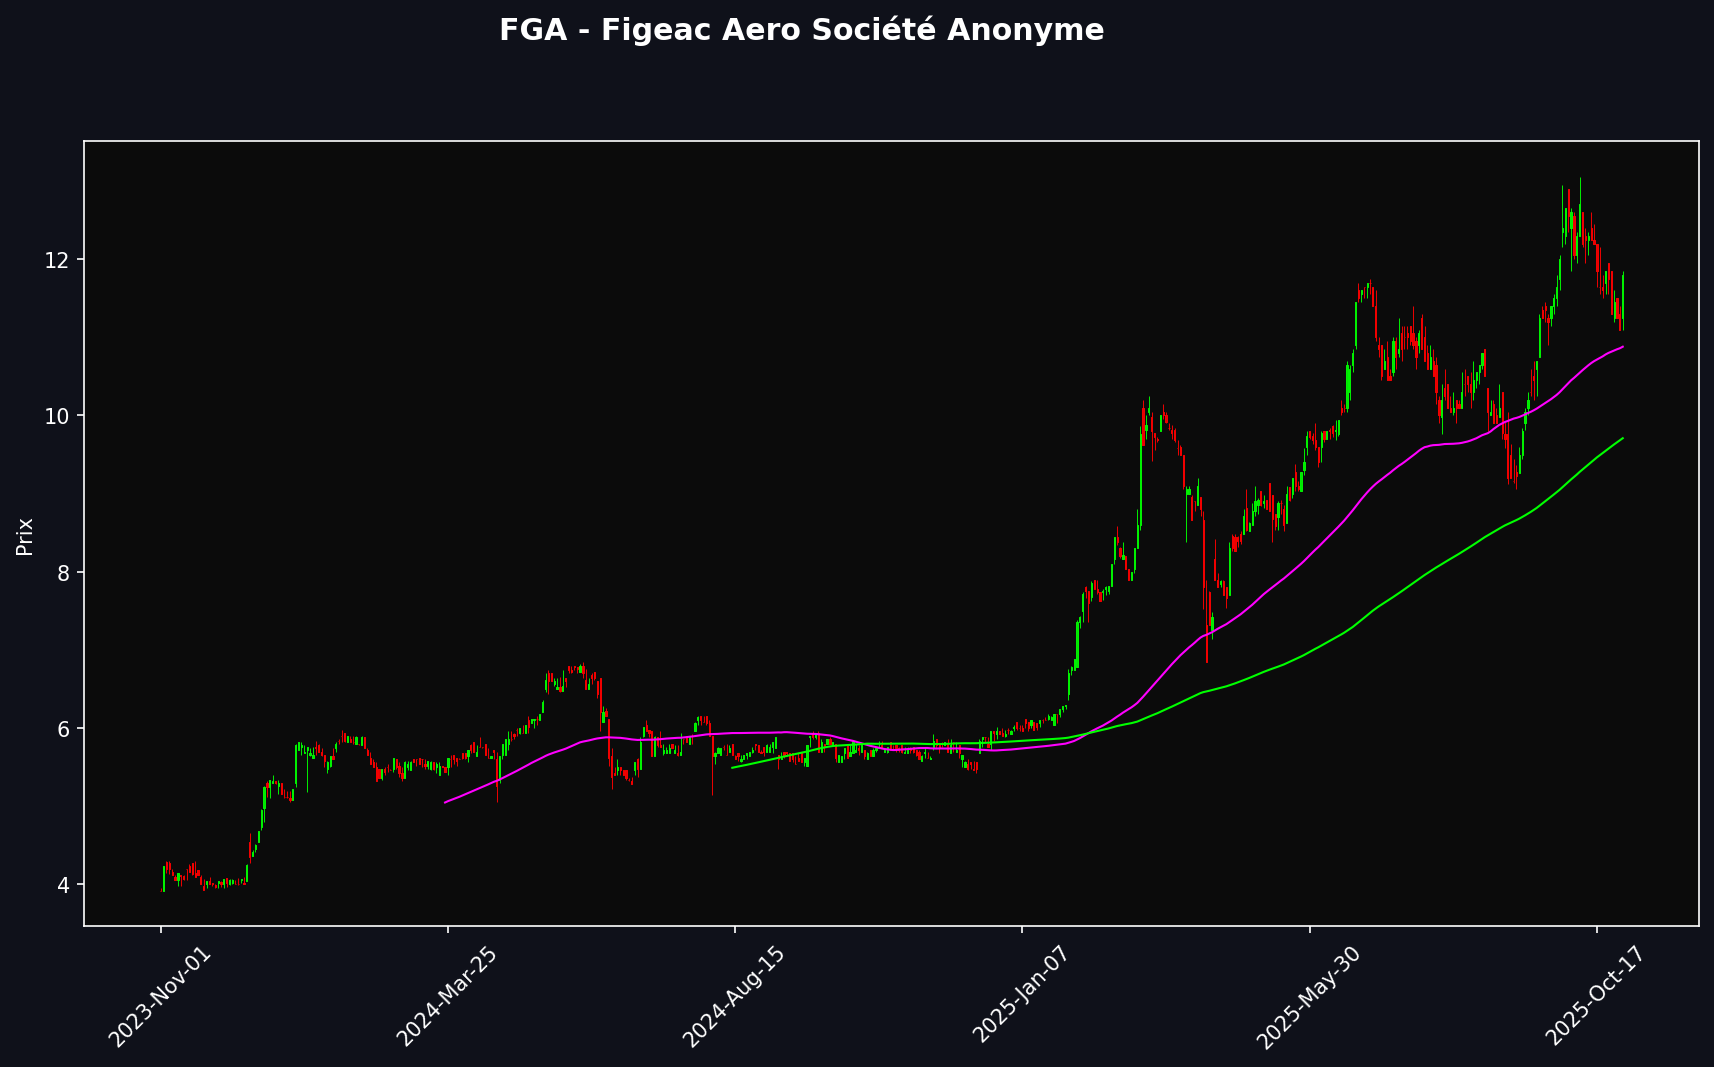 FGA - Figeac Aero Société Anonyme
Prix
12
10
8
6
4
2023-Nov-01
2024-Mar-25
2024-Aug-15
2025-Jan-07
2025-May-30
2025-Oct-17